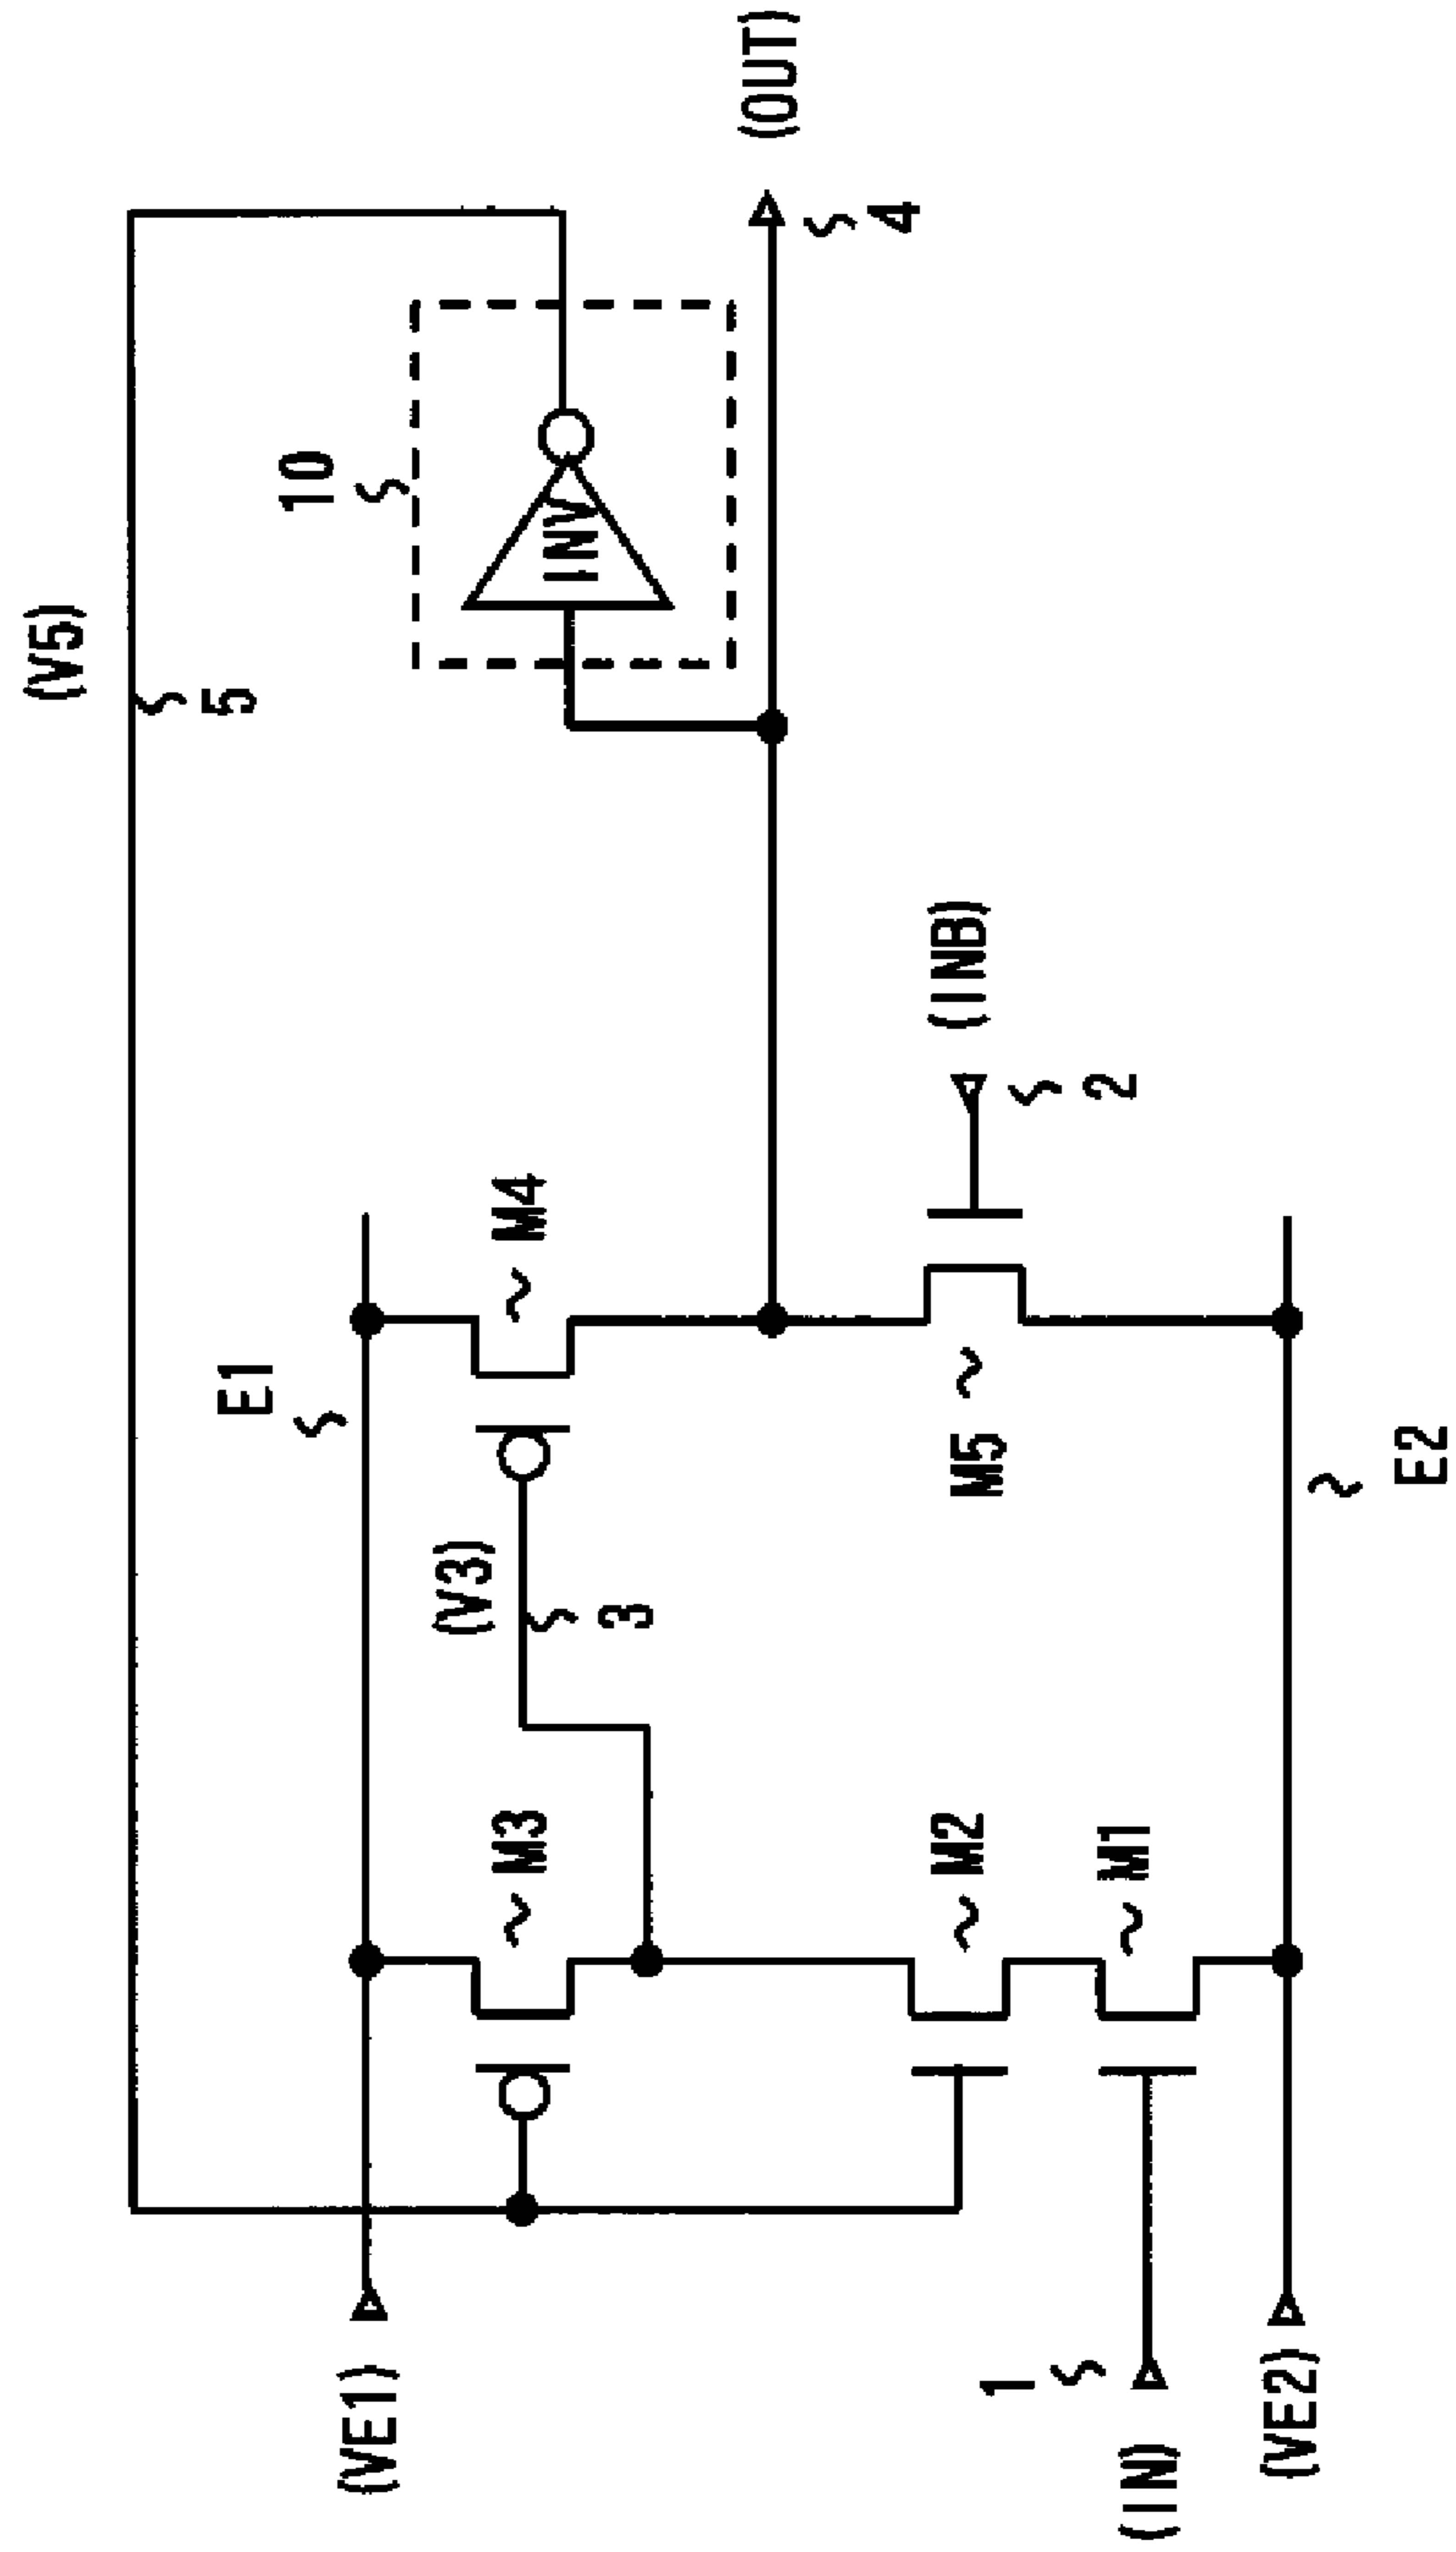 (V5)
5
10
(OUT)
4
E1
(V3)
3
M3
M4
INV
(INB)
2
M5
M2
M1
(VE1)
1
(IN)
(VE2)
E2